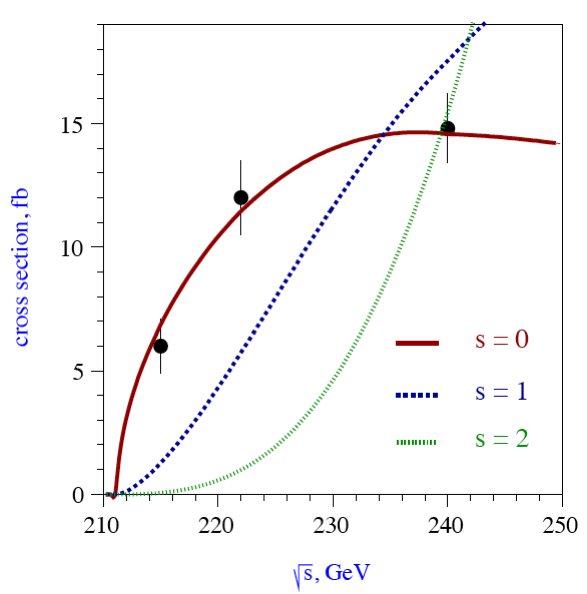 cross section, fb
15
10
5
0
s = 0
s = 1
s = 2
210 220 230 240 250
√s, GeV